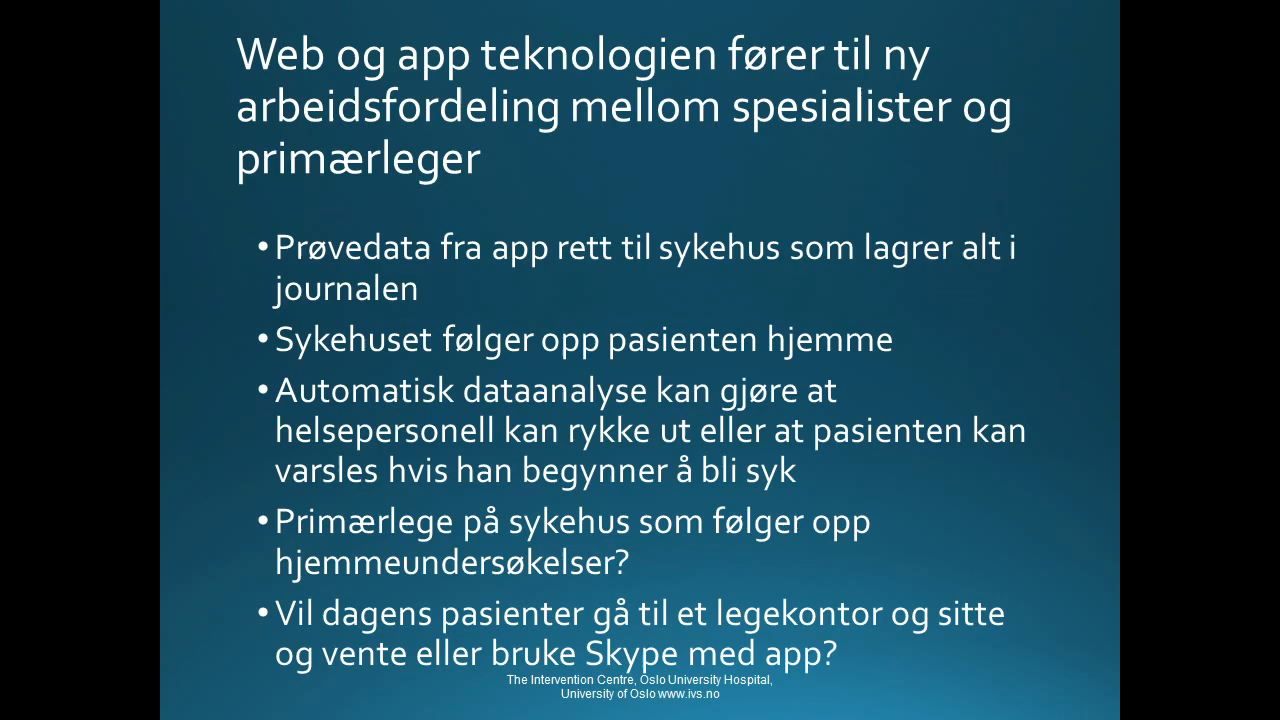 Web og app teknologien fører til ny
arbeidsfordeling mellom spesialister og
primærleger
• Prøvedata fra app rett til sykehus som lagrer alt i
journalen
• Sykehuset følger opp pasienten hjemme
• Automatisk dataanalyse kan gjøre at
helsepersonell kan rykke ut eller at pasienten kan
varsles hvis han begynner å bli syk
• Primærlege på sykehus som følger opp
hjemmeundersøkelser?
• Vil dagens pasienter gå til et legekontor og sitte
og vente eller bruke Skype med app?
The Intervention Centre, Oslo University Hospital,
University of Oslo www.ivs.no